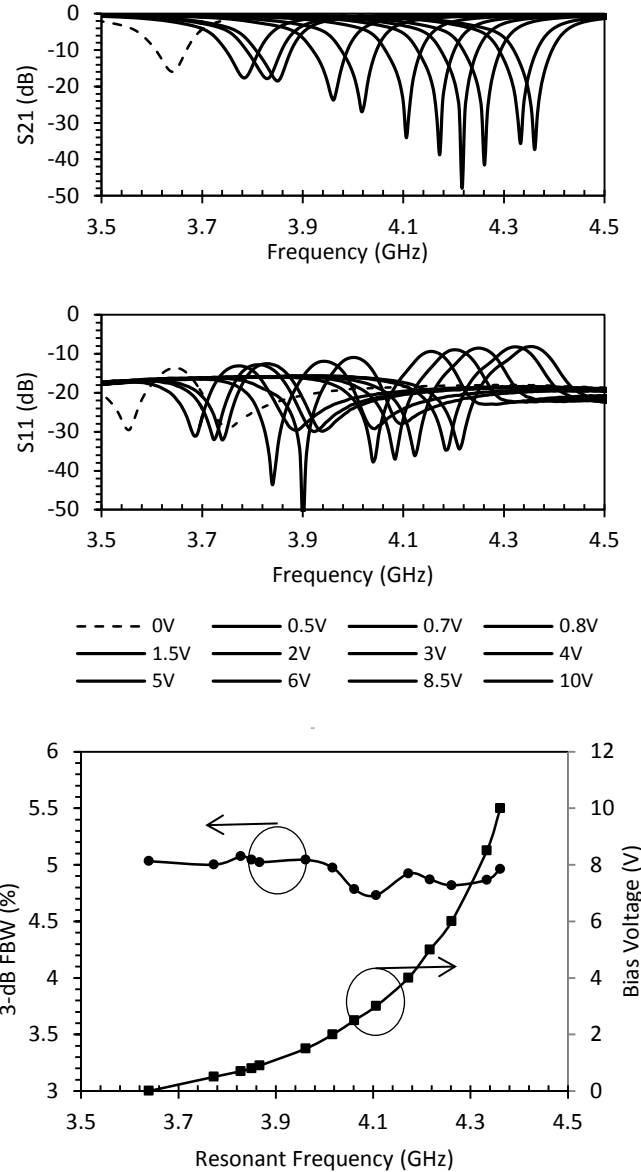 0
-10
-20
-30
-40
-50
S21 (dB)
3.5 3.7 3.9 4.1 4.3 4.5
Frequency (GHz)
0
-10
-20
-30
-40
-50
S11 (dB)
3.5 3.7 3.9 4.1 4.3 4.5
Frequency (GHz)
0V 0.5V 0.7V 0.8V
1.5V 2V 3V 4V
5V 6V 8.5V 10V
6 12
5.5 10
5 8
4.5 6
4 4
3.5 2
3 0
3-dB FBW (%)
Bias Voltage (V)
3.5 3.7 3.9 4.1 4.3 4.5
Resonant Frequency (GHz)